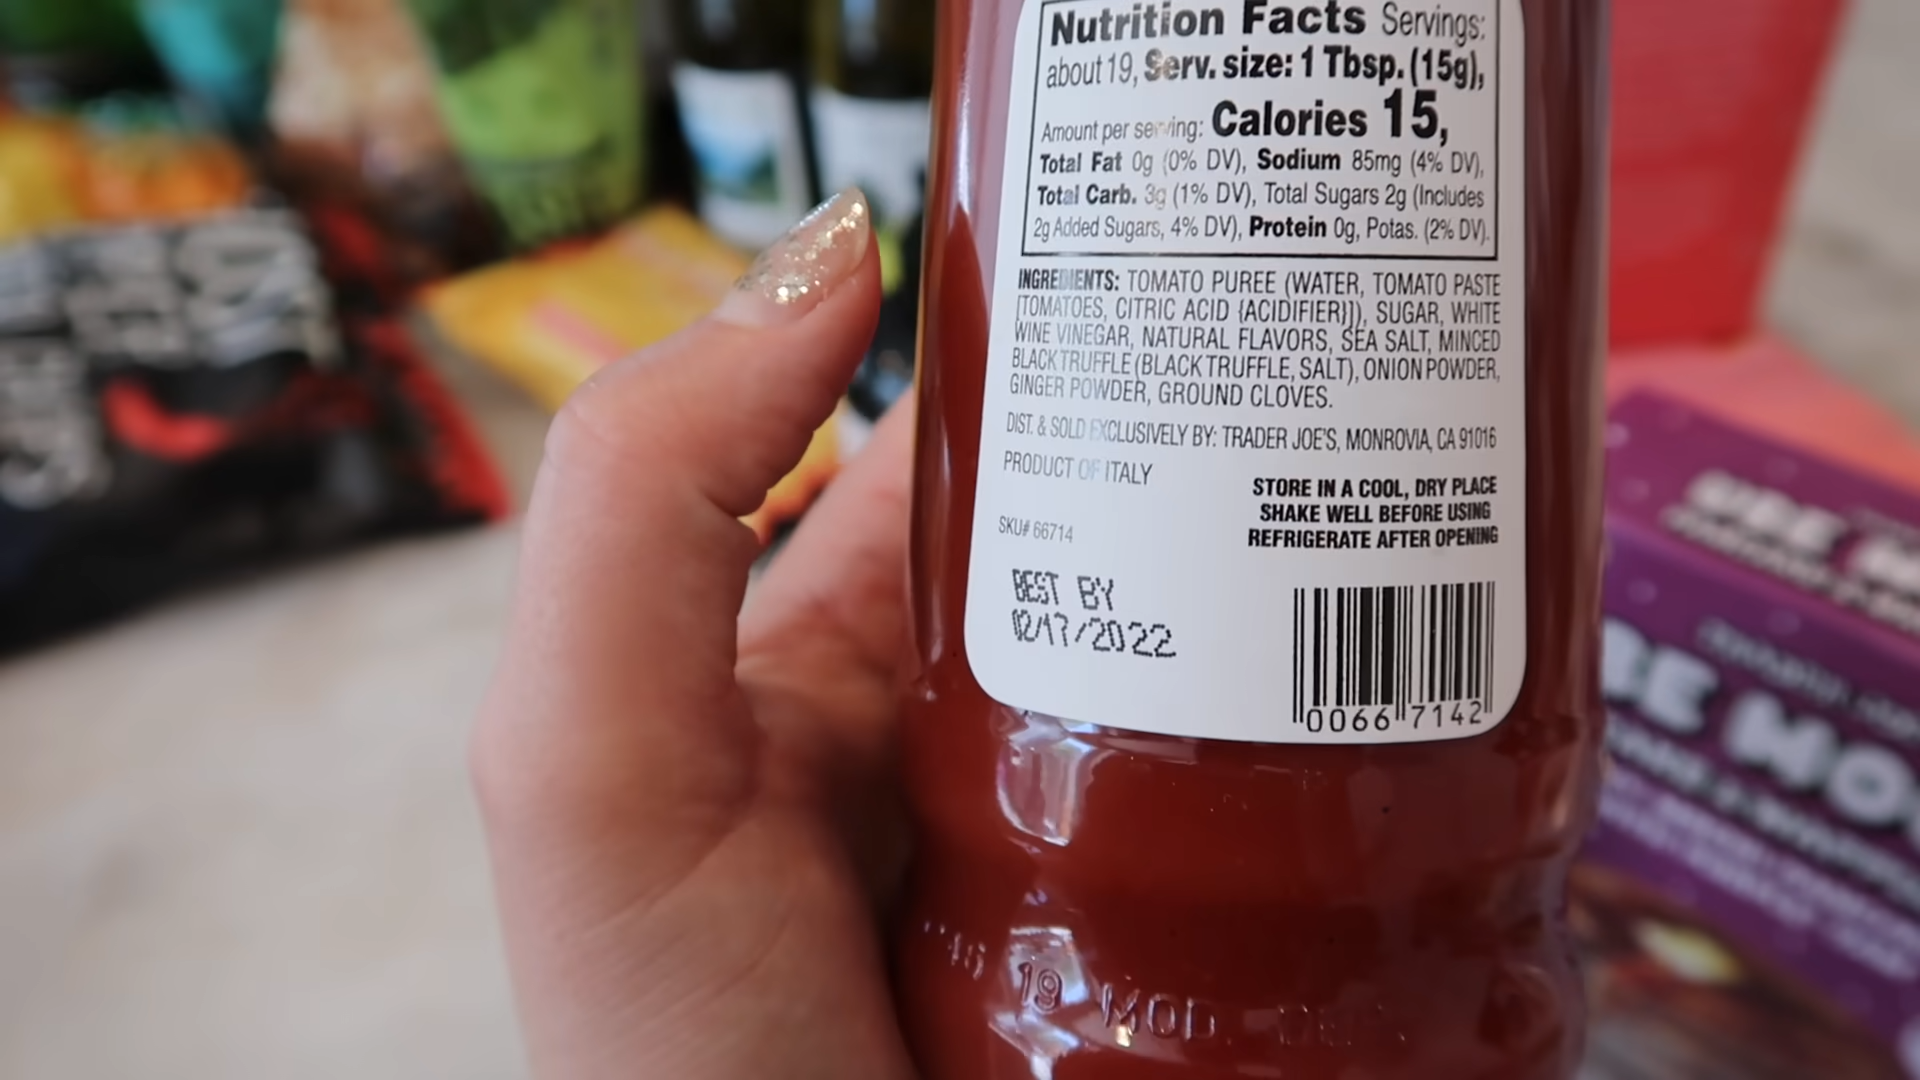 Nutrition Facts Servings:
about 19, Serv. size: 1 Tbsp. (15g),
Amount per serving: Calories 15,
Total Fat 0g (0% DV), Sodium 85mg (4% DV),
Total Carb. 3g (1% DV), Total Sugars 2g (Includes
2g Added Sugars, 4% DV), Protein 0g, Potas. (2% DV).
INGREDIENTS: TOMATO PUREE (WATER, TOMATO PASTE
[TOMATOES, CITRIC ACID {ACIDIFIER}]), SUGAR, WHITE
WINE VINEGAR, NATURAL FLAVORS, SEA SALT, MINCED
BLACK TRUFFLE (BLACK TRUFFLE, SALT), ONION POWDER,
GINGER POWDER, GROUND CLOVES.
DIST. & SOLD EXCLUSIVELY BY: TRADER JOE'S, MONROVIA, CA 91016
PRODUCT OF ITALY
STORE IN A COOL, DRY PLACE
SHAKE WELL BEFORE USING
REFRIGERATE AFTER OPENING
SKU# 66714
BEST BY
12/17/2022
0066 7142
19 MOD.